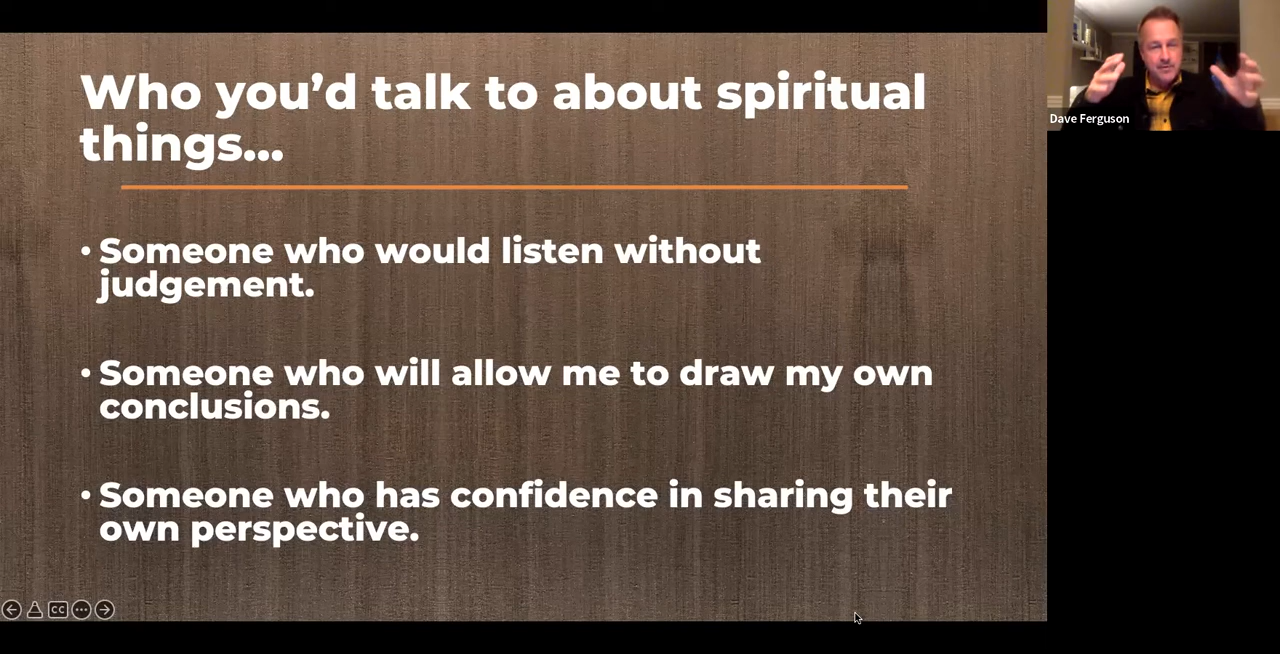 Who you’d talk to about spiritual
things...
• Someone who would listen without
judgement.
• Someone who will allow me to draw my own
conclusions.
• Someone who has confidence in sharing their
own perspective.
CC
Dave Ferguson